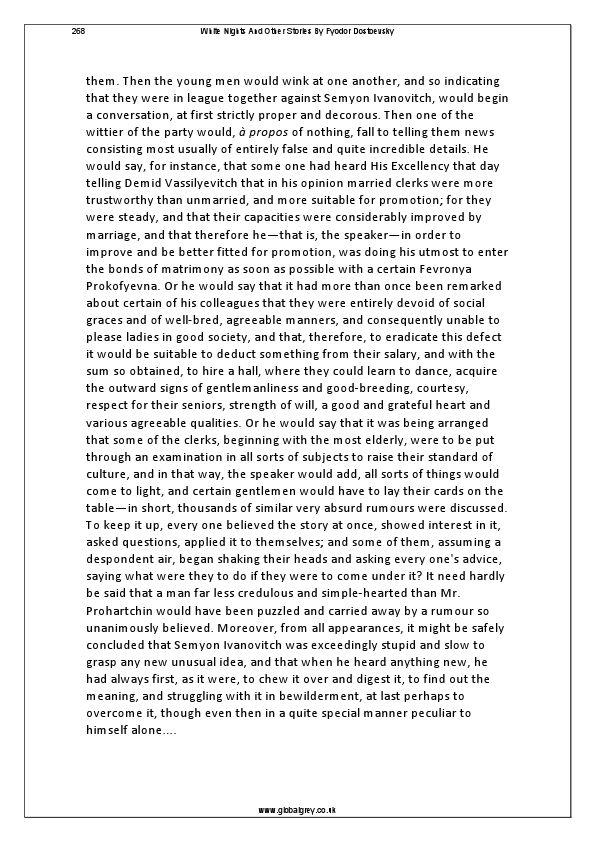 268
White Nights And Other Stories By Fyodor Dostoevsky
them. Then the young men would wink at one another, and so indicating
that they were in league together against Semyon Ivanovitch, would begin
a conversation, at first strictly proper and decorous. Then one of the
wittier of the party would, à propos of nothing, fall to telling them news
consisting most usually of entirely false and quite incredible details. He
would say, for instance, that some one had heard His Excellency that day
telling Demid Vassilyevitch that in his opinion married clerks were more
trustworthy than unmarried, and more suitable for promotion; for they
were steady, and that their capacities were considerably improved by
marriage, and that therefore he—that is, the speaker—in order to
improve and be better fitted for promotion, was doing his utmost to enter
the bonds of matrimony as soon as possible with a certain Fevronya
Prokofyevna. Or he would say that it had more than once been remarked
about certain of his colleagues that they were entirely devoid of social
graces and of well-bred, agreeable manners, and consequently unable to
please ladies in good society, and that, therefore, to eradicate this defect
it would be suitable to deduct something from their salary, and with the
sum so obtained, to hire a hall, where they could learn to dance, acquire
the outward signs of gentlemanliness and good-breeding, courtesy,
respect for their seniors, strength of will, a good and grateful heart and
various agreeable qualities. Or he would say that it was being arranged
that some of the clerks, beginning with the most elderly, were to be put
through an examination in all sorts of subjects to raise their standard of
culture, and in that way, the speaker would add, all sorts of things would
come to light, and certain gentlemen would have to lay their cards on the
table—in short, thousands of similar very absurd rumours were discussed.
To keep it up, every one believed the story at once, showed interest in it,
asked questions, applied it to themselves; and some of them, assuming a
despondent air, began shaking their heads and asking every one's advice,
saying what were they to do if they were to come under it? It need hardly
be said that a man far less credulous and simple-hearted than Mr.
Prohartchin would have been puzzled and carried away by a rumour so
unanimously believed. Moreover, from all appearances, it might be safely
concluded that Semyon Ivanovitch was exceedingly stupid and slow to
grasp any new unusual idea, and that when he heard anything new, he
had always first, as it were, to chew it over and digest it, to find out the
meaning, and struggling with it in bewilderment, at last perhaps to
overcome it, though even then in a quite special manner peculiar to
himself alone....
www.globalgrey.co.uk